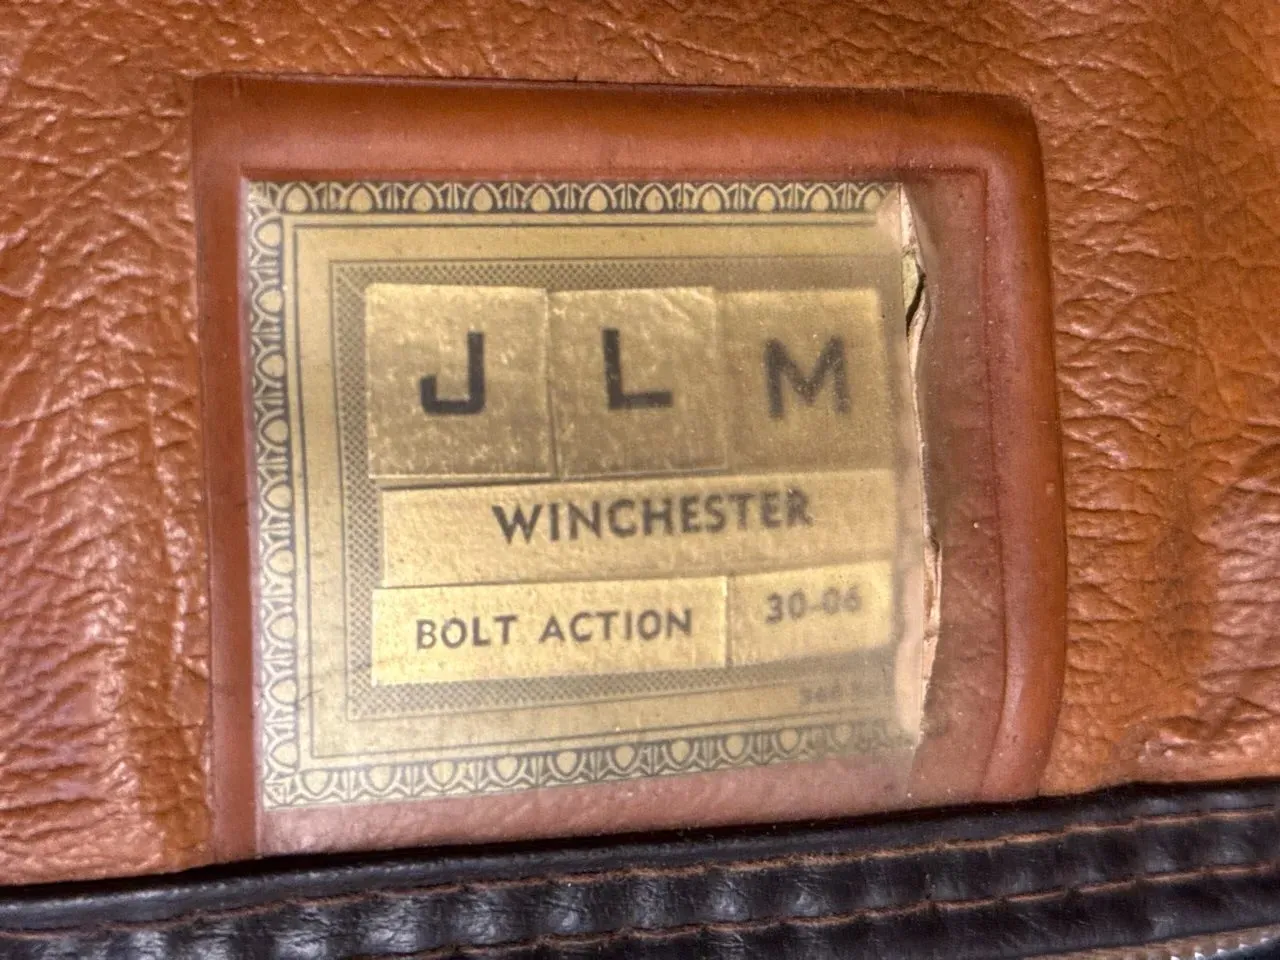 J L M
WINCHESTER
BOLT ACTION 30-06